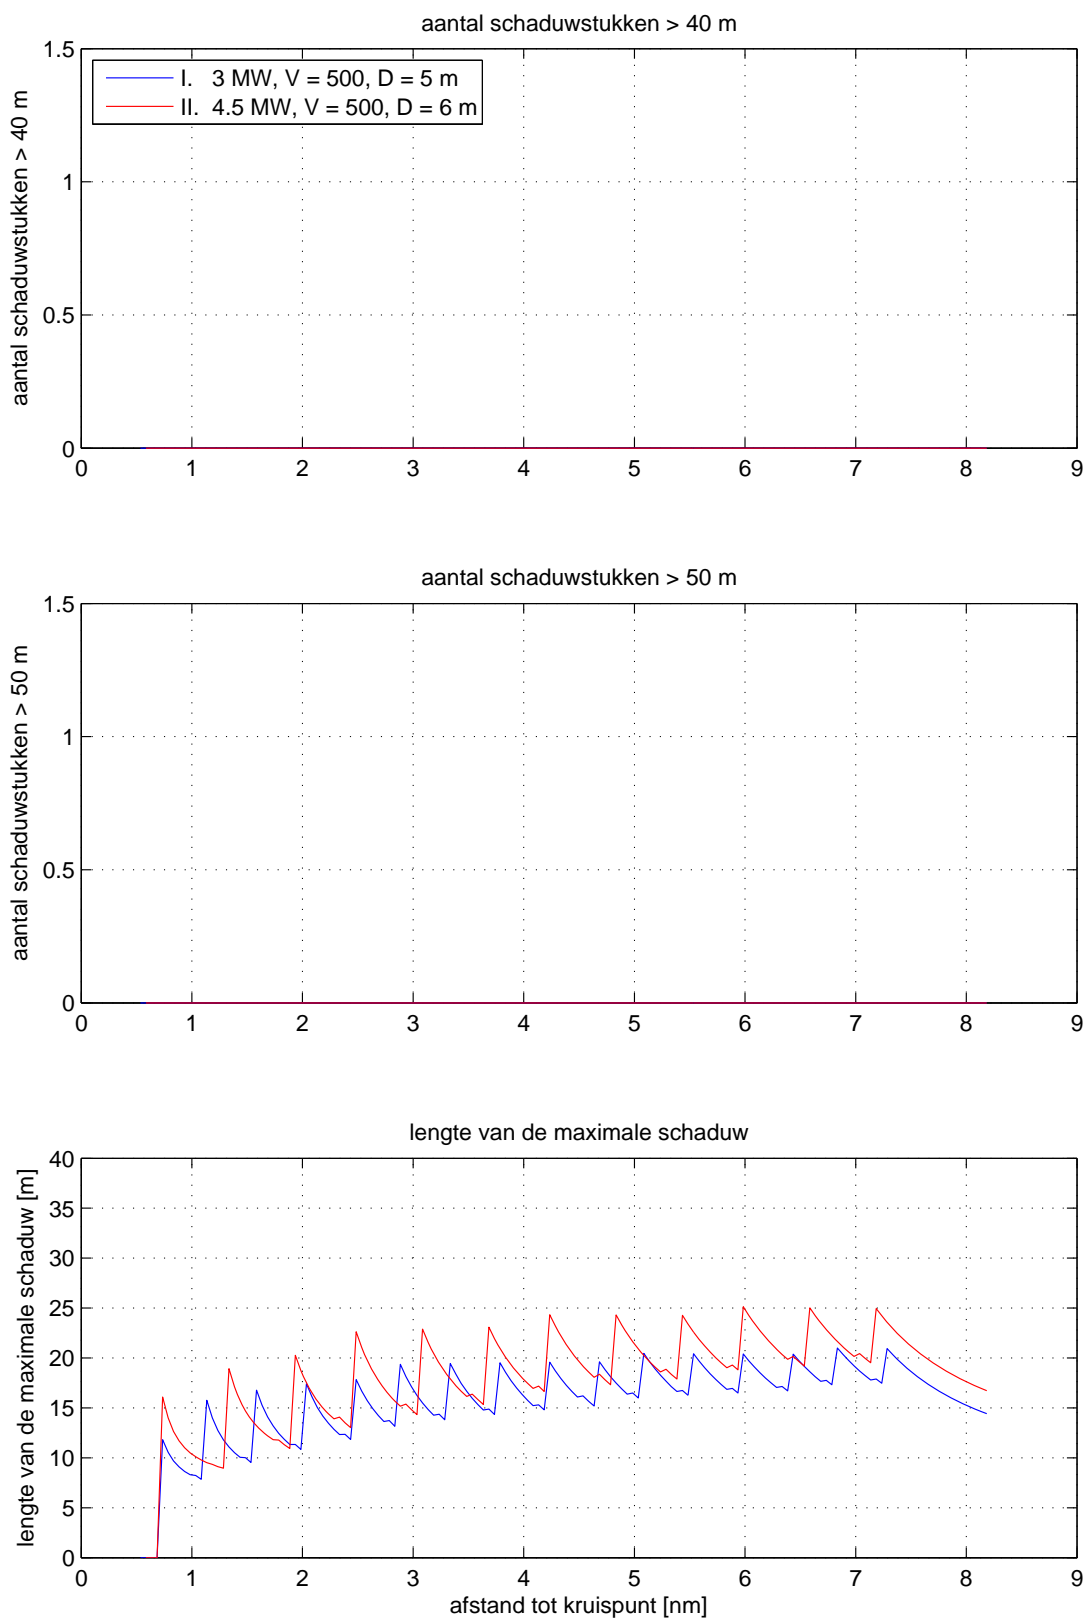 aantal schaduwstukken > 40 m
aantal schaduwstukken > 40 m
1.5
1
0.5
0
I. 3 MW, V = 500, D = 5 m
II. 4.5 MW, V = 500, D = 6 m
0 1 2 3 4 5 6 7 8 9
aantal schaduwstukken > 50 m
aantal schaduwstukken > 50 m
1.5
1
0.5
0
0 1 2 3 4 5 6 7 8 9
lengte van de maximale schaduw
lengte van de maximale schaduw [m]
40
35
30
25
20
15
10
5
0
0 1 2 3 4 5 6 7 8 9
afstand tot kruispunt [nm]